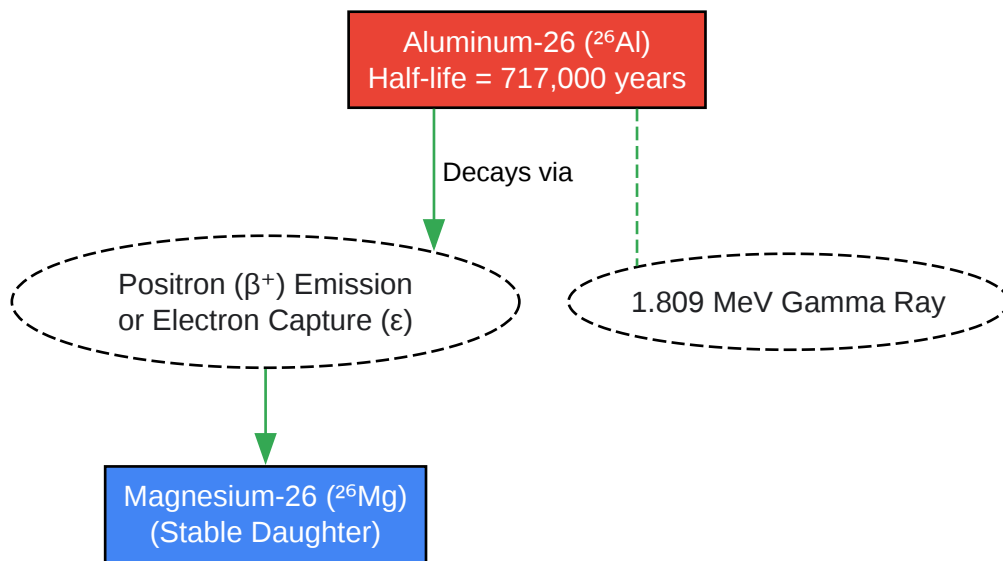 Aluminum-26 (²⁶Al)
Half-life = 717,000 years
Decays via
Positron (β⁺) Emission
or Electron Capture (ε)
1.809 MeV Gamma Ray
Magnesium-26 (²⁶Mg)
(Stable Daughter)